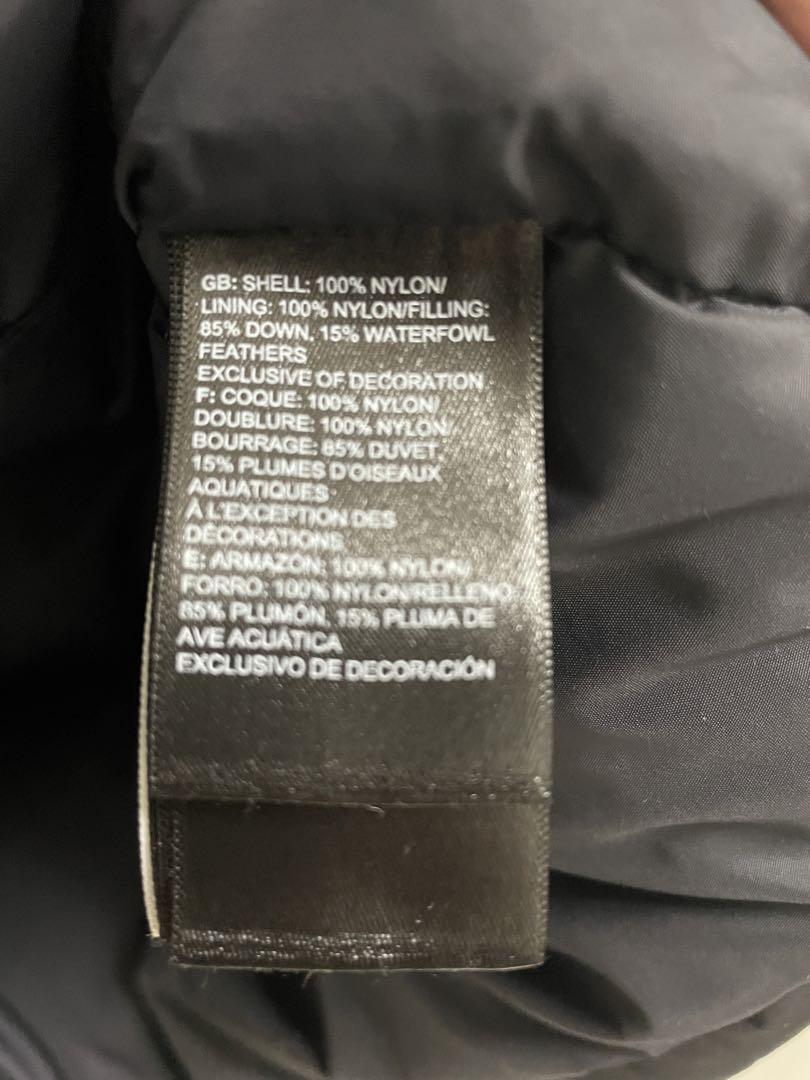 GB: SHELL: 100% NYLON/
LINING: 100% NYLON/FILLING:
85% DOWN, 15% WATERFOWL
FEATHERS
EXCLUSIVE OF DECORATION
F: COQUE: 100% NYLON/
DOUBLURE: 100% NYLON/
BOURRAGE: 85% DUVET,
15% PLUMES D'OISEAUX
AQUATIQUES
À L'EXCEPTION DES
DÉCORATIONS
E: ARMAZÓN: 100% NYLON/
FORRO: 100% NYLON/RELLENO
85% PLUMÓN, 15% PLUMA DE
AVE ACUÁTICA
EXCLUSIVO DE DECORACIÓN